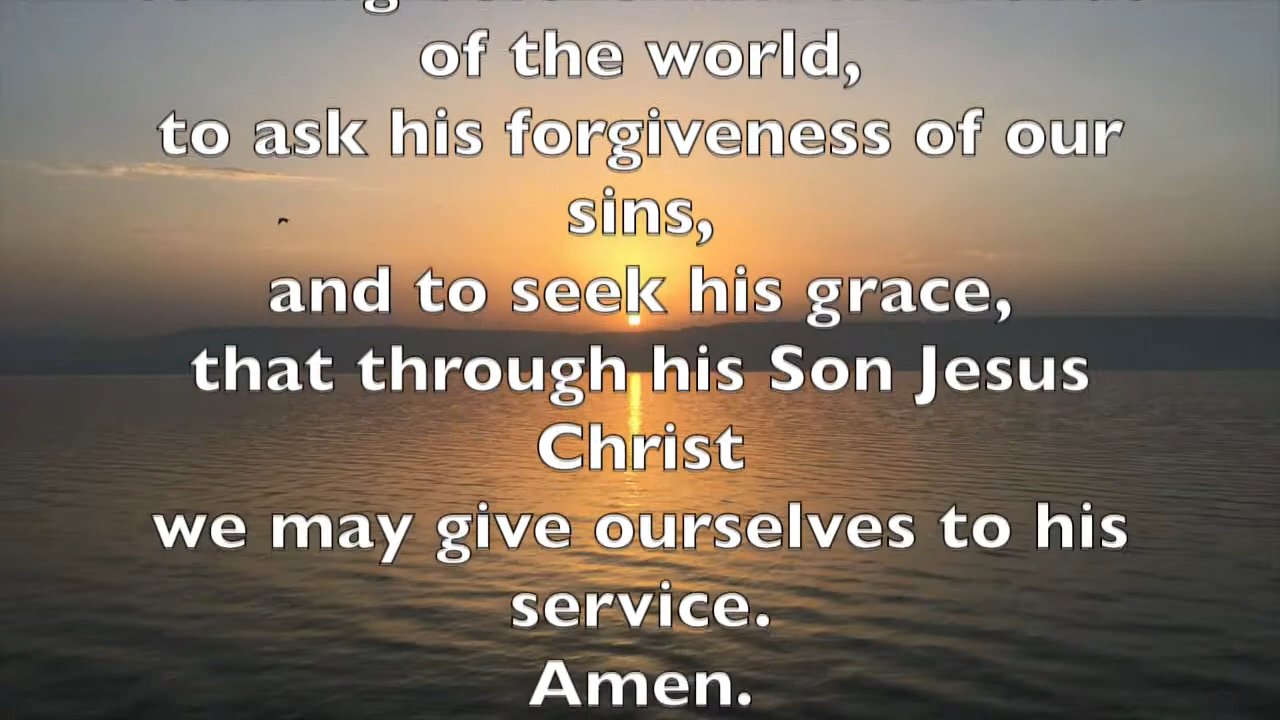 of the world,
to ask his forgiveness of our
sins,
and to seek his grace,
that through his Son Jesus
Christ
we may give ourselves to his
service.
Amen.